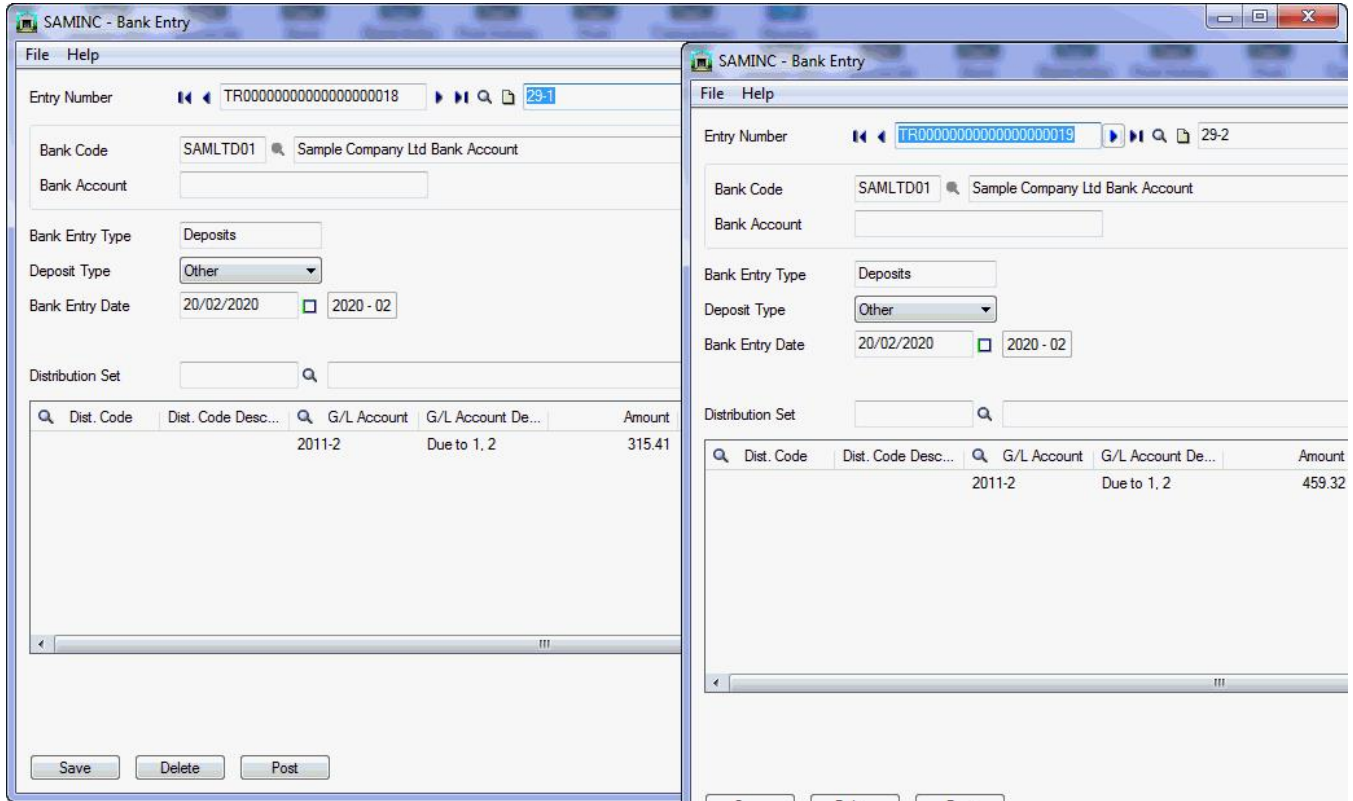 SAMINC - Bank Entry
File Help
Entry Number TR00000000000000000018 29-1
Bank Code SAMLTD01 Sample Company Ltd Bank Account
Bank Account
Bank Entry Type Deposits
Deposit Type Other
Bank Entry Date 20/02/2020 2020 - 02
Distribution Set
Dist. Code Dist. Code Desc... G/L Account G/L Account De... Amount
2011-2 Due to 1, 2 315.41
Save Delete Post
SAMINC - Bank Entry
File Help
Entry Number TR00000000000000000019 29-2
Bank Code SAMLTD01 Sample Company Ltd Bank Account
Bank Account
Bank Entry Type Deposits
Deposit Type Other
Bank Entry Date 20/02/2020 2020 - 02
Distribution Set
Dist. Code Dist. Code Desc... G/L Account G/L Account De... Amount
2011-2 Due to 1, 2 459.32